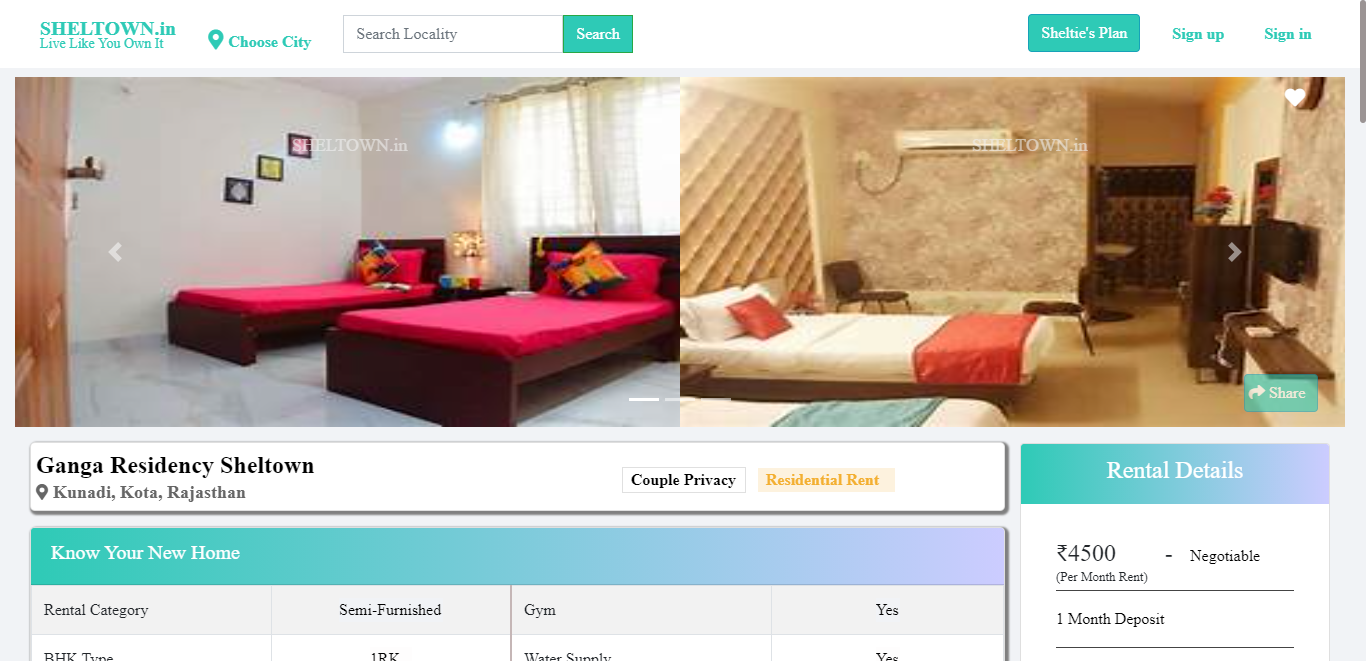 SHELTOWN.in
Live Like You Own It
Choose City
Search Locality
Search
Sheltie's Plan
Sign up
Sign in
SHELTOWN.in
SHELTOWN.in
Share
Ganga Residency Sheltown
Kunadi, Kota, Rajasthan
Couple Privacy
Residential Rent
Rental Details
₹4500 - Negotiable
(Per Month Rent)
1 Month Deposit
Know Your New Home
Rental Category Semi-Furnished Gym Yes
BHK Type 1RK Water Supply Yes